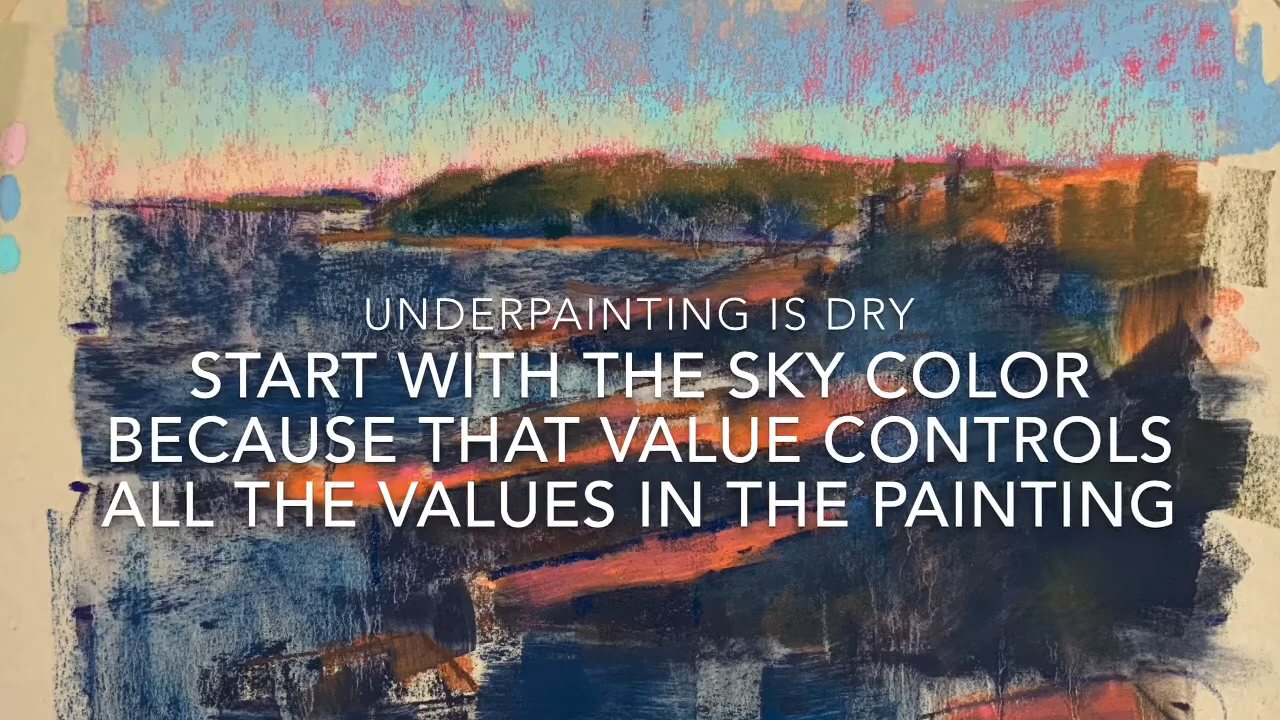 UNDERPAINTING IS DRY
START WITH THE SKY COLOR
BECAUSE THAT VALUE CONTROLS
ALL THE VALUES IN THE PAINTING